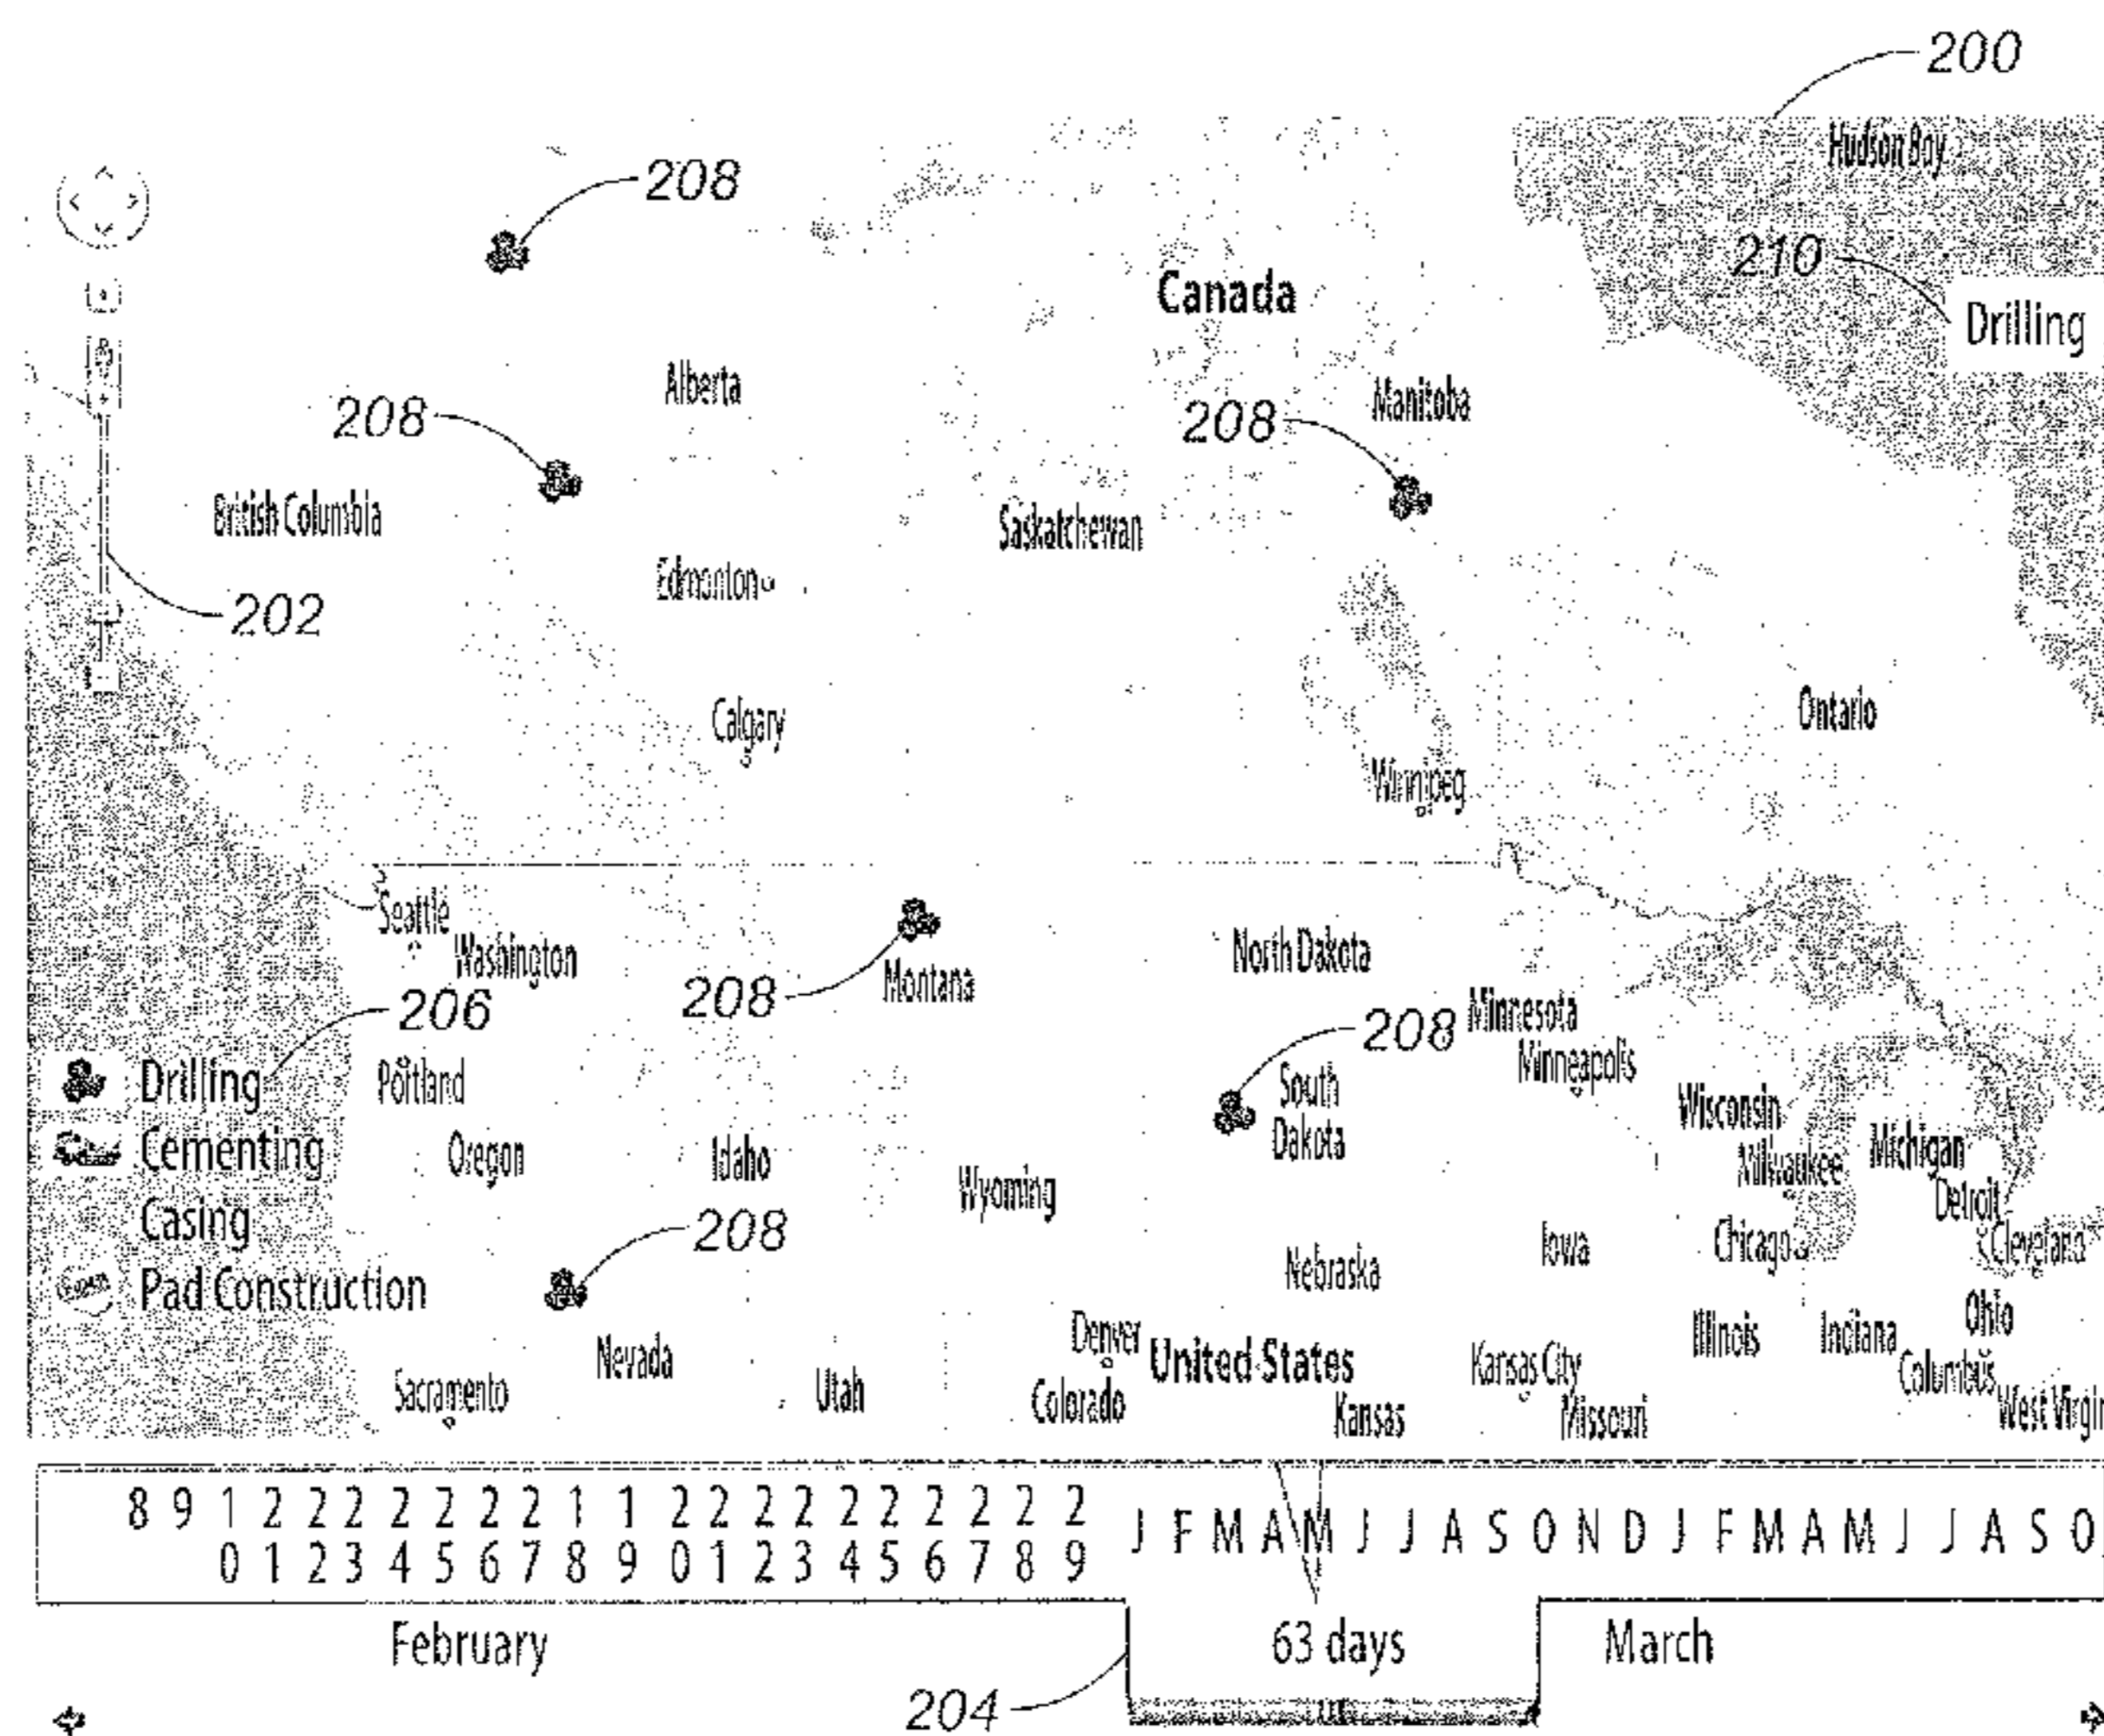 200
Hudson Bay
208
210
Canada
Drilling
Alberta
Manitoba
208
208
British Columbia
Saskatchewan
Edmonton
202
Calgary
Ontario
Winnipeg
Seattle
Washington
North Dakota
208
Montana
206
Minnesota
208
Minneapolis
Drilling
Portland
South
Dakota
Wisconsin
Cementing
Oregon
Idaho
Milwaukee
Michigan
Wyoming
Detroit
Casing
208
Iowa
Chicago
Cleveland
Nebraska
Pad Construction
Ohio
Denver
Illinois
Indiana
Nevada
United States
Kansas City
Columbus
Sacramento
Utah
Colorado
Kansas
Missouri
West Virgin
8 9 1 2 2 2 2 2 2 2 1 1 2 2 2 2 2 2 2 2 2 2 J F M A M J J A S O N D J F M A M J J A S O
0 1 2 3 4 5 6 7 8 9 0 1 2 3 4 5 6 7 8 9
February
63 days
March
204